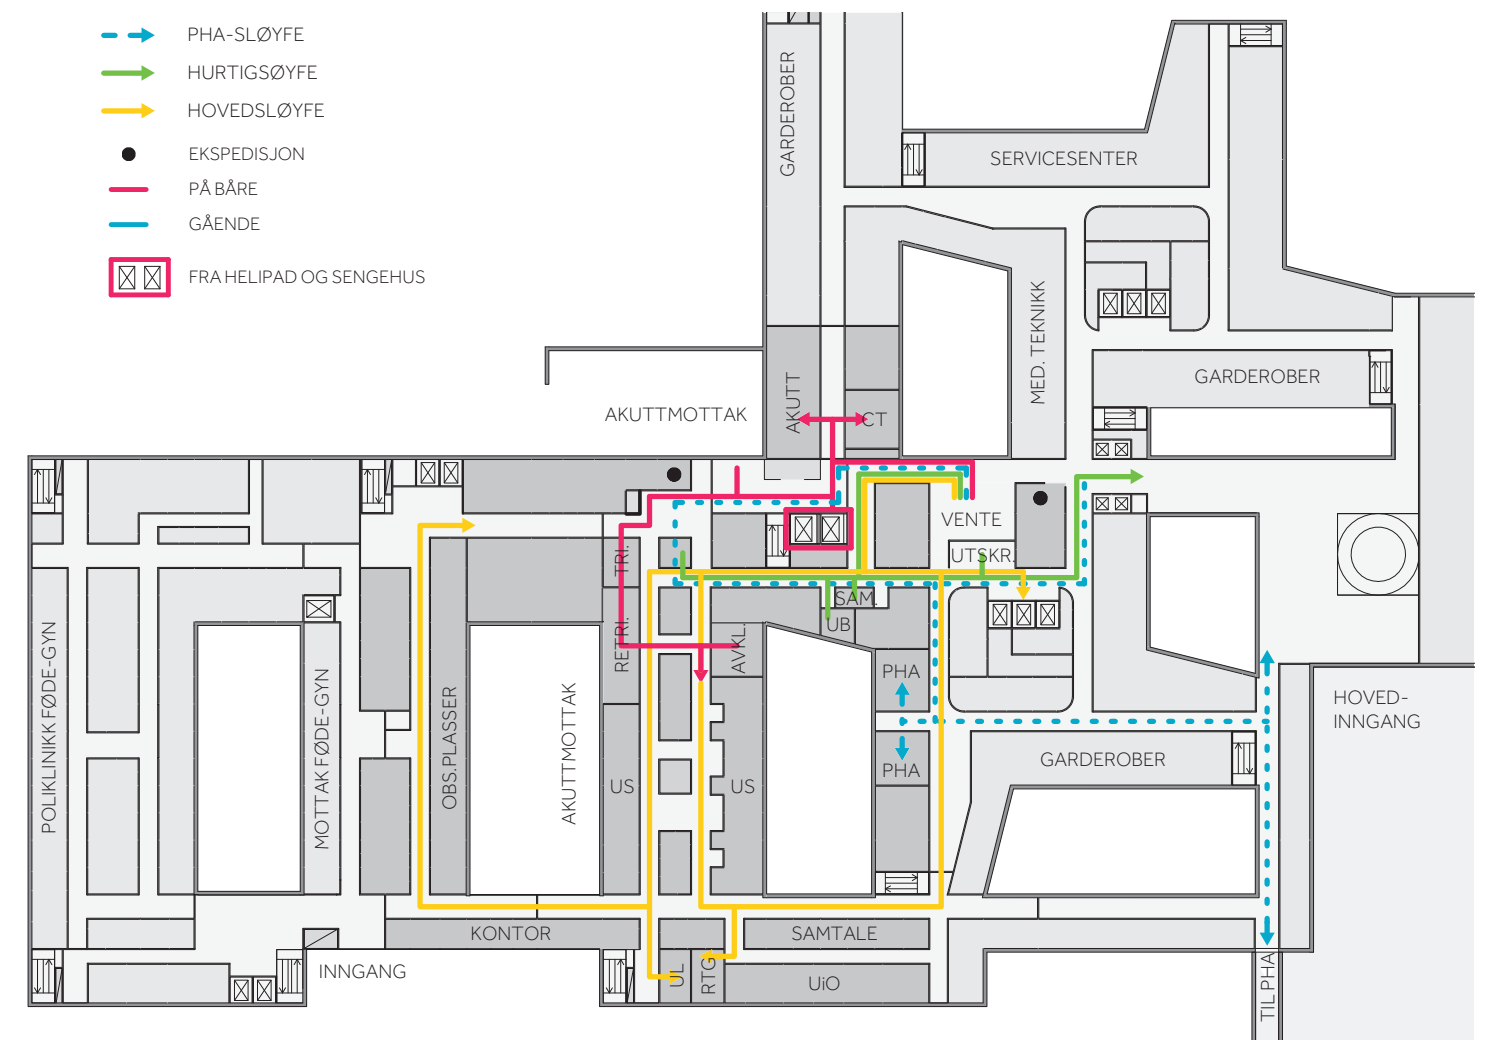 PHA-SLØYFE
HURTIGSØYFE
HOVEDSLØYFE
EKSPEDISJON
PÅ BÅRE
GÅENDE
FRA HELIPAD OG SENGEHUS
GARDEROBER
SERVICESENTER
MED. TEKNIKK
GARDEROBER
AKUTTMOTTAK
AKUTT
CT
VENTE
UTSKR.
TRI.
RETRI.
SAM.
UB
AVKL.
PHA
PHA
HOVED-
INNGANG
GARDEROBER
POLIKLINIKK FØDE-GYN
MOTTAK FØDE-GYN
OBS.PLASSER
AKUTTMOTTAK
US
US
KONTOR
SAMTALE
INNGANG
UL
RTG
UiO
TIL PHA